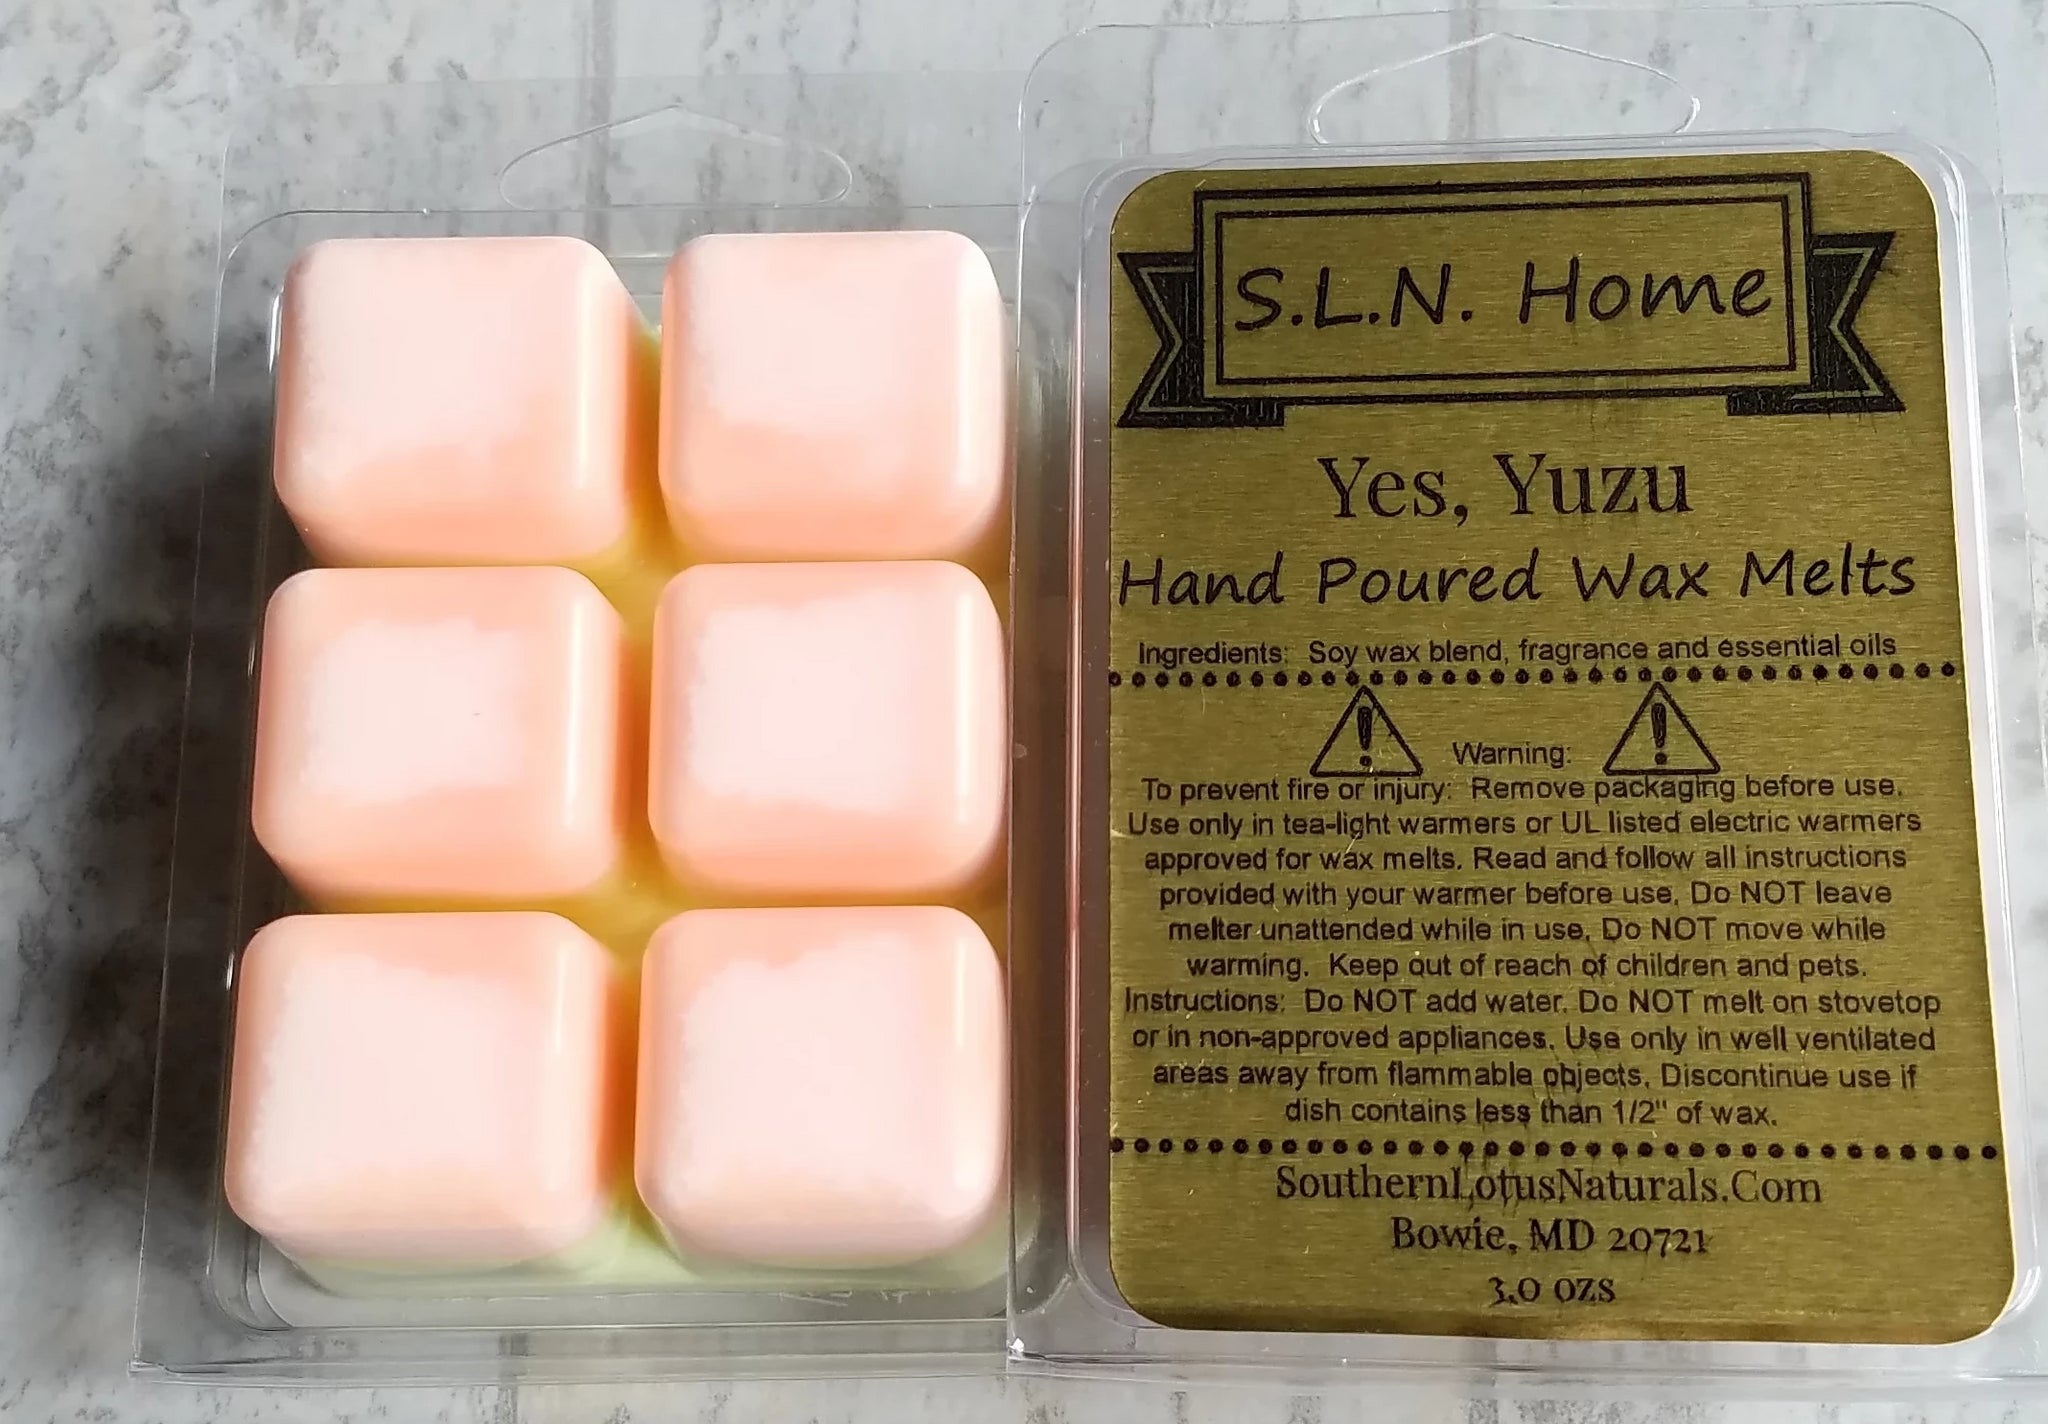 S.L.N. Home
Yes, Yuzu
Hand Poured Wax Melts
Ingredients: Soy wax blend, fragrance and essential oils
Warning:
To prevent fire or injury: Remove packaging before use.
Use only in tea-light warmers or UL listed electric warmers
approved for wax melts. Read and follow all instructions
provided with your warmer before use. Do NOT leave
melter unattended while in use. Do NOT move while
warming. Keep out of reach of children and pets.
Instructions: Do NOT add water. Do NOT melt on stovetop
or in non-approved appliances. Use only in well ventilated
areas away from flammable objects. Discontinue use if
dish contains less than 1/2" of wax.
SouthernLotusNaturals.Com
Bowie, MD 20721
3.0 ozs